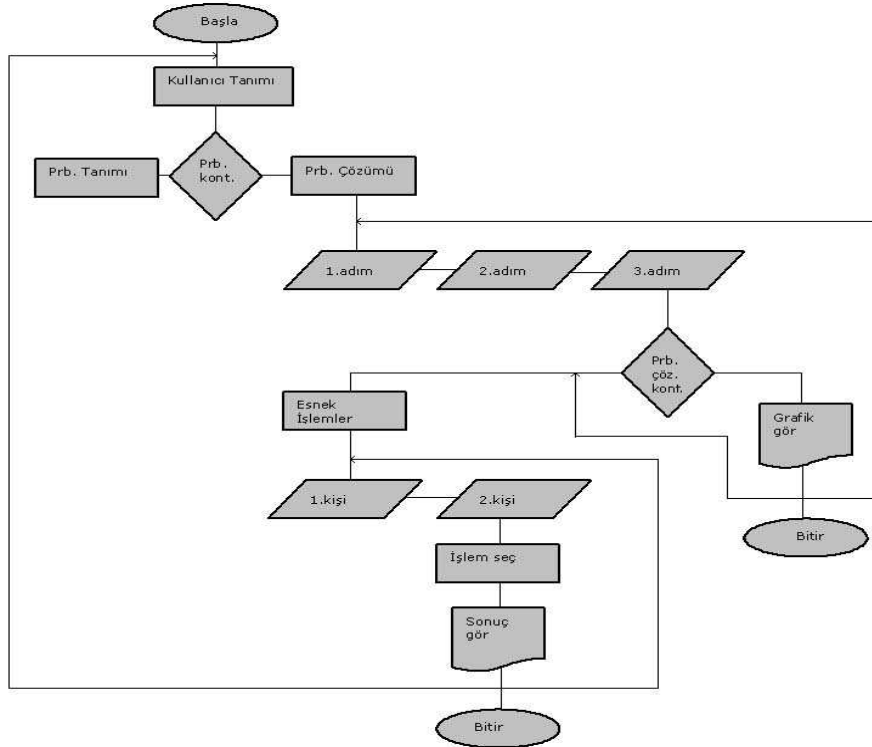 Başla
Kullanıcı Tanımı
Prb. Tanımı
Prb.
kont.
Prb. Çözümü
1.adım
2.adım
3.adım
Prb.
çöz.
kont.
Esnek
İşlemler
Grafik
gör
1.kişi
2.kişi
Bitir
İşlem seç
Sonuç
gör
Bitir